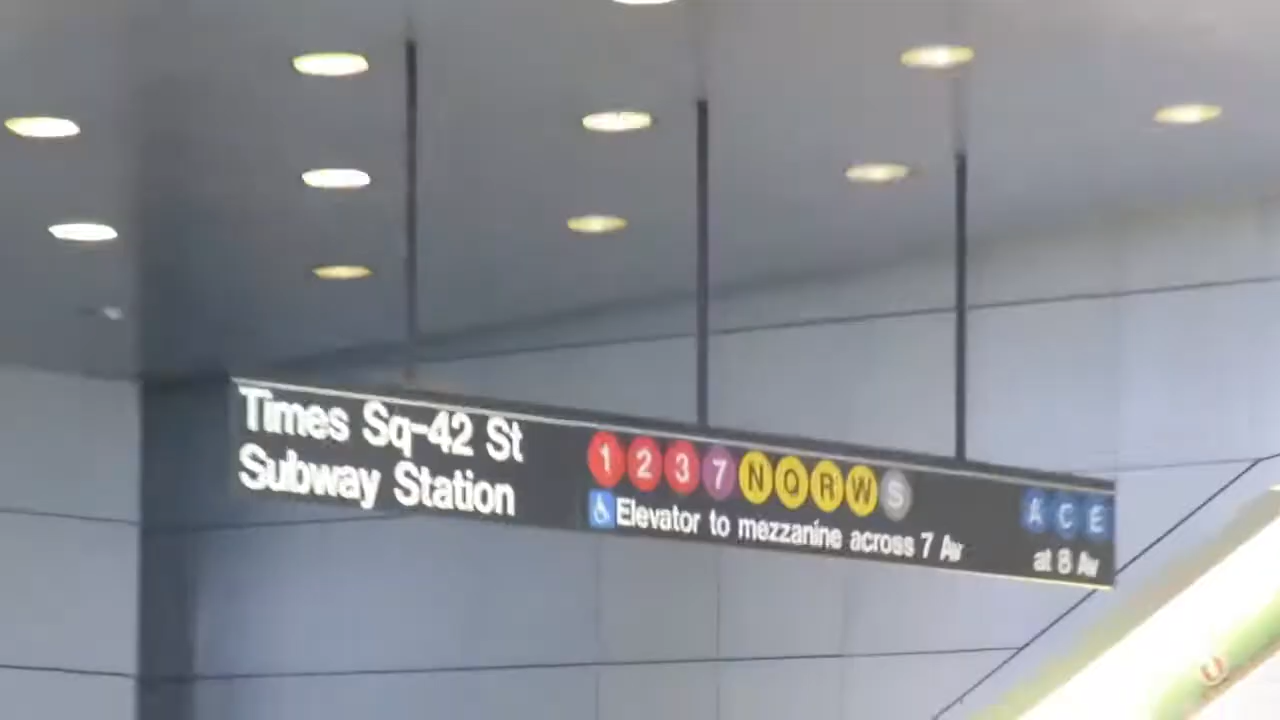 Times Sq-42 St
Subway Station
1 2 3 7 N Q R W S
Elevator to mezzanine across 7 Av
A C E
at 8 Av